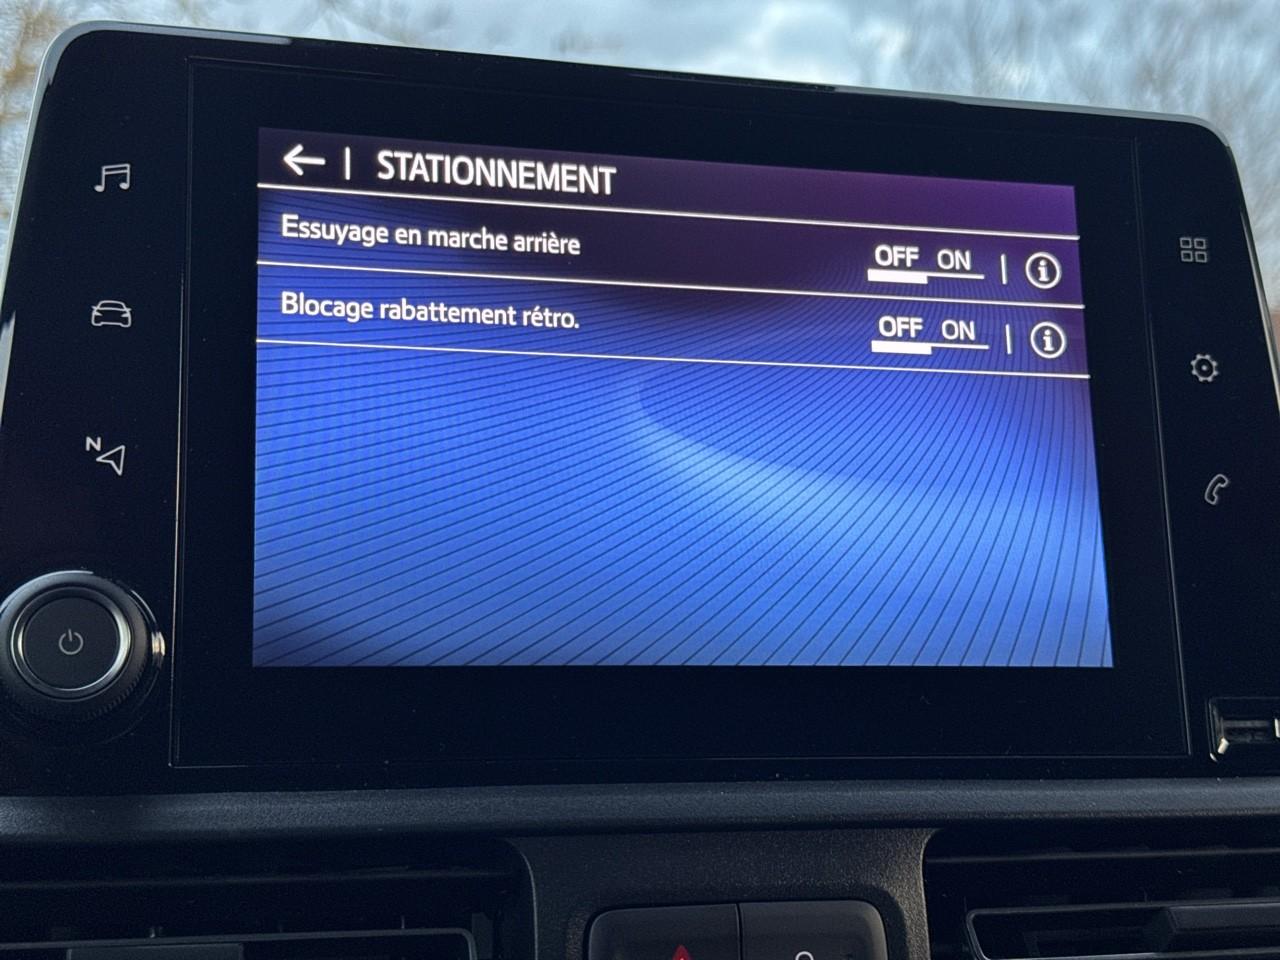 STATIONNEMENT
Essuyage en marche arrière
OFF ON
Blocage rabattement rétro.
OFF ON
N